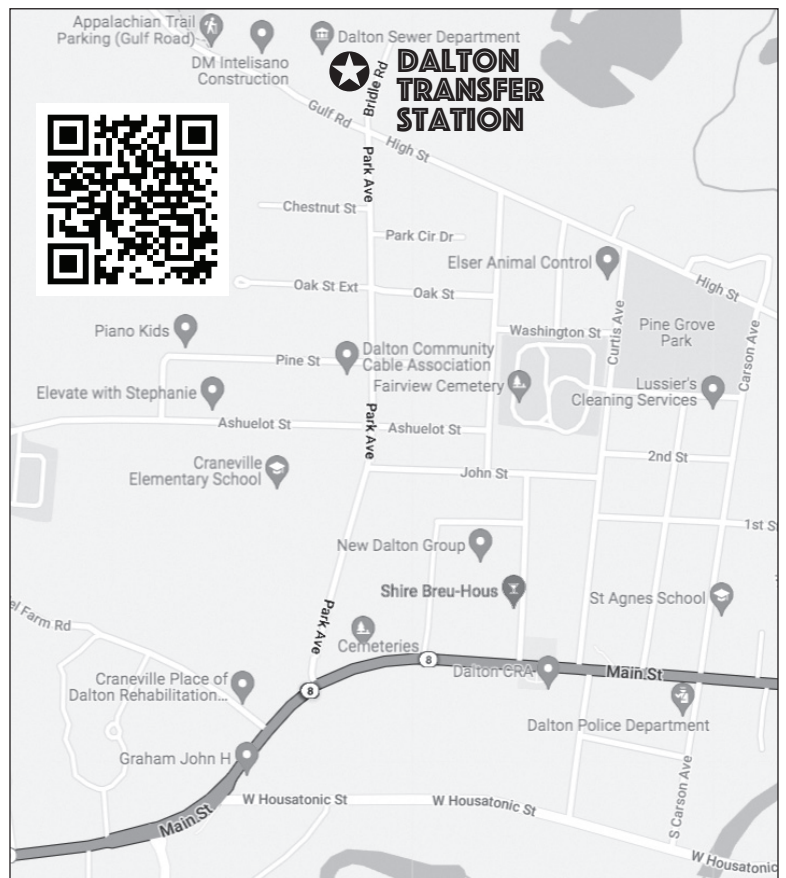 Appalachian Trail
Parking (Gulf Road)
DM Intelisano
Construction
Dalton Sewer Department
DALTON
TRANSFER
STATION
Bridle Rd
Gulf Rd
High St
Park Ave
Chestnut St
Park Cir Dr
Elser Animal Control
Oak St Ext
Oak St
High St
Piano Kids
Washington St
Curtis Ave
Pine Grove
Park
Carson Ave
Pine St
Dalton Community
Cable Association
Fairview Cemetery
Lussier's
Cleaning Services
Elevate with Stephanie
Ashuelot St
Park Ave
Ashuelot St
Craneville
Elementary School
John St
2nd St
1st S
New Dalton Group
Shire Breu-Hous
St Agnes School
el Farm Rd
Park Ave
Cemeteries
8
Dalton CRA
Main St
Craneville Place of
Dalton Rehabilitation...
8
Dalton Police Department
Graham John H
W Housatonic St
W Housatonic St
Main St
S Carson Ave
W Housatonic